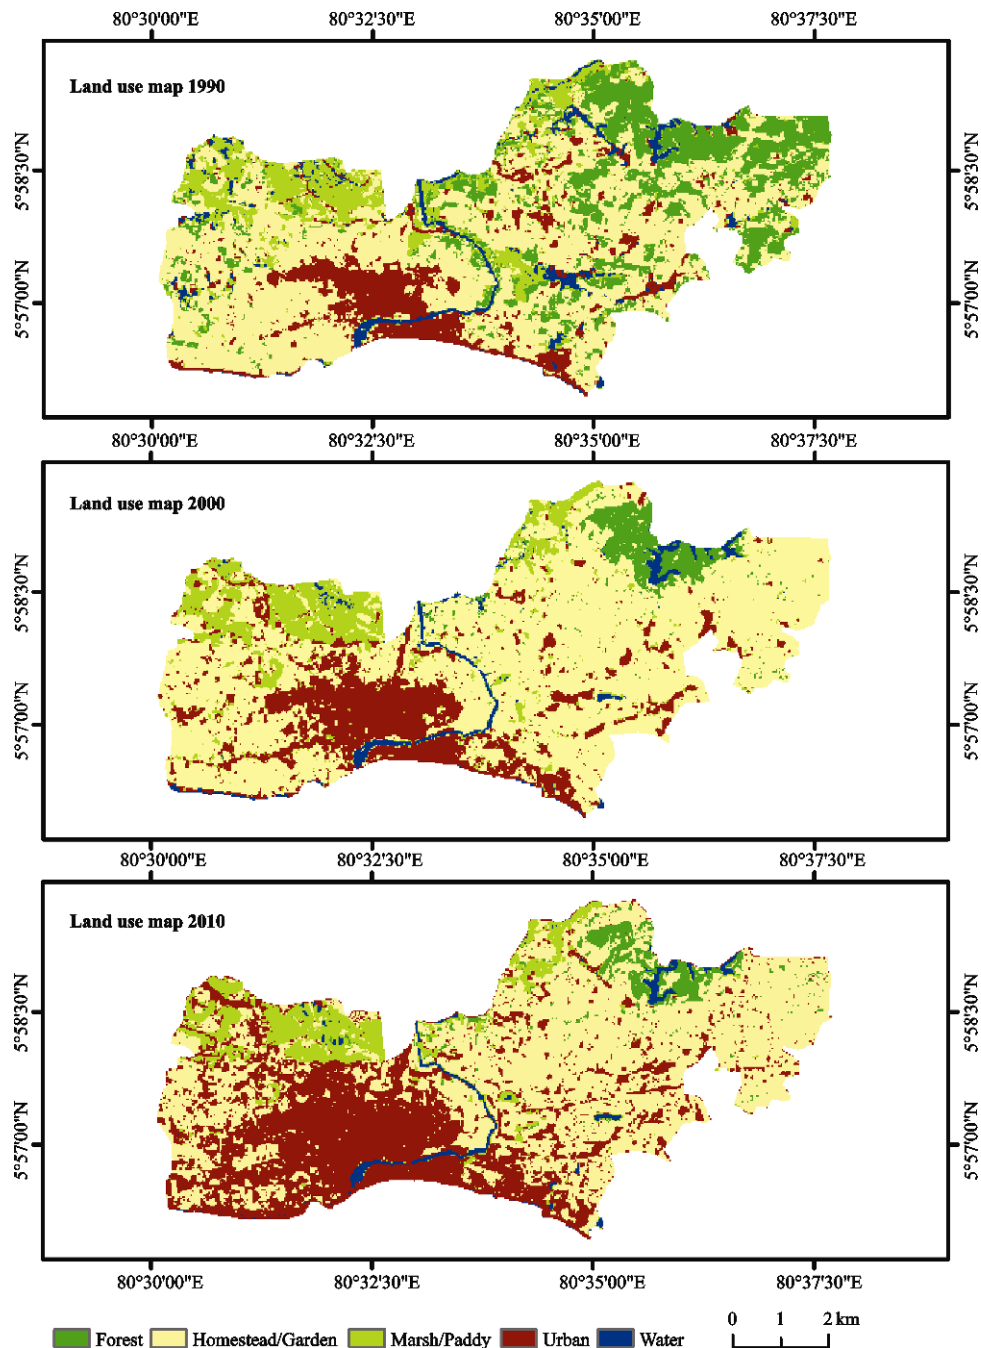 80°30'00"E 80°32'30"E 80°35'00"E 80°37'30"E
Land use map 1990
5°58'30"N 5°58'30"N
5°57'00"N 5°57'00"N
80°30'00"E 80°32'30"E 80°35'00"E 80°37'30"E
Land use map 2000
5°58'30"N 5°58'30"N
5°57'00"N 5°57'00"N
80°30'00"E 80°32'30"E 80°35'00"E 80°37'30"E
Land use map 2010
5°58'30"N 5°58'30"N
5°57'00"N 5°57'00"N
80°30'00"E 80°32'30"E 80°35'00"E 80°37'30"E
0 1 2 km
Forest Homestead/Garden Marsh/Paddy Urban Water